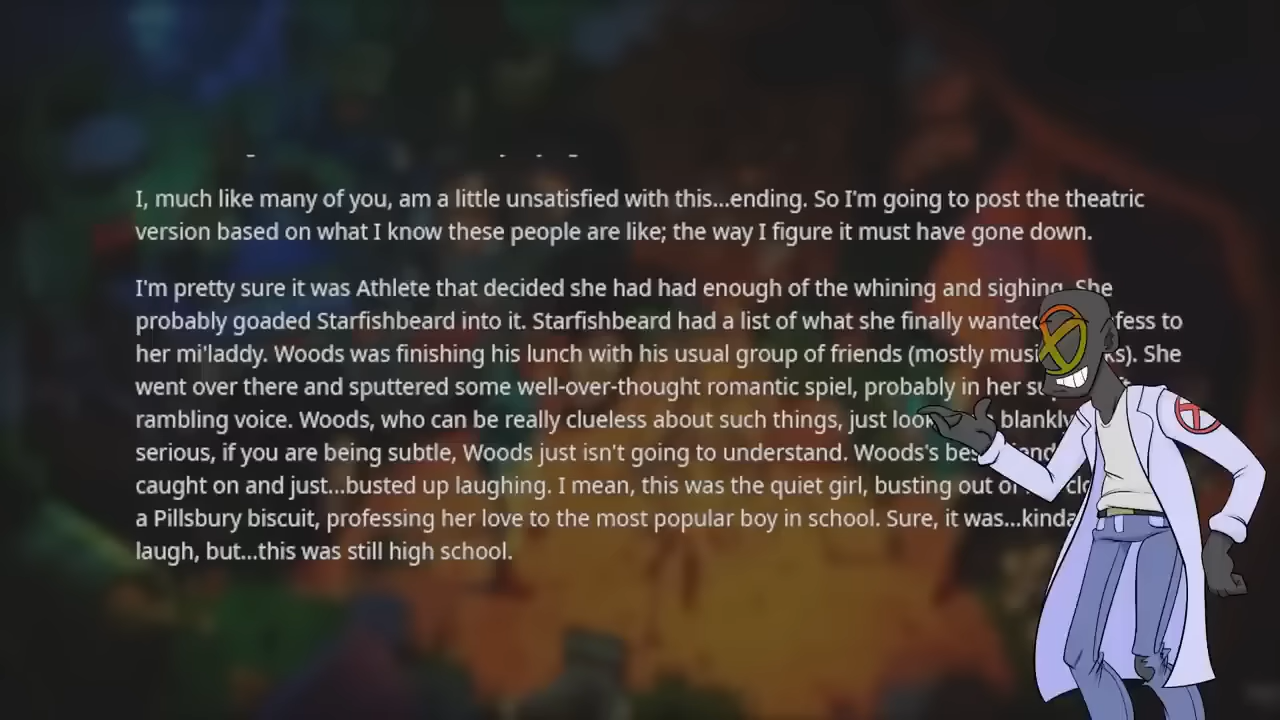 I, much like many of you, am a little unsatisfied with this...ending. So I'm going to post the theatric
version based on what I know these people are like; the way I figure it must have gone down.
I'm pretty sure it was Athlete that decided she had had enough of the whining and sighing. She
probably goaded Starfishbeard into it. Starfishbeard had a list of what she finally wanted fess to
her mi'laddy. Woods was finishing his lunch with his usual group of friends (mostly musi ks). She
went over there and sputtered some well-over-thought romantic spiel, probably in her
rambling voice. Woods, who can be really clueless about such things, just loo blankly
serious, if you are being subtle, Woods just isn't going to understand. Woods's bes
caught on and just...busted up laughing. I mean, this was the quiet girl, busting out of
a Pillsbury biscuit, professing her love to the most popular boy in school. Sure, it was...kinda
laugh, but...this was still high school.